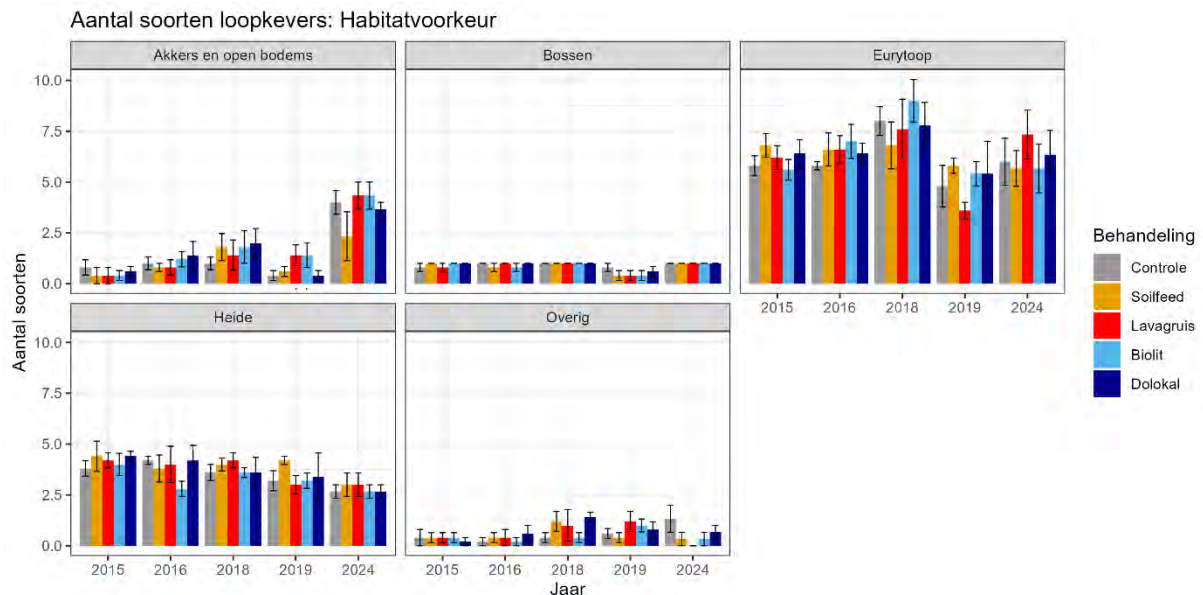 Aantal soorten loopkevers: Habitatvoorkeur
Akkers en open bodems
Bossen
Eurytoop
10.0
7.5
5.0
2.5
0.0
2015 2016 2018 2019 2024
Heide
Overig
10.0
7.5
5.0
2.5
0.0
2015 2016 2018 2019 2024
2015 2016 2018 2019 2024
Aantal soorten
Jaar
Behandeling
Controle
Soilfeed
Lavagruis
Biolit
Dolokal